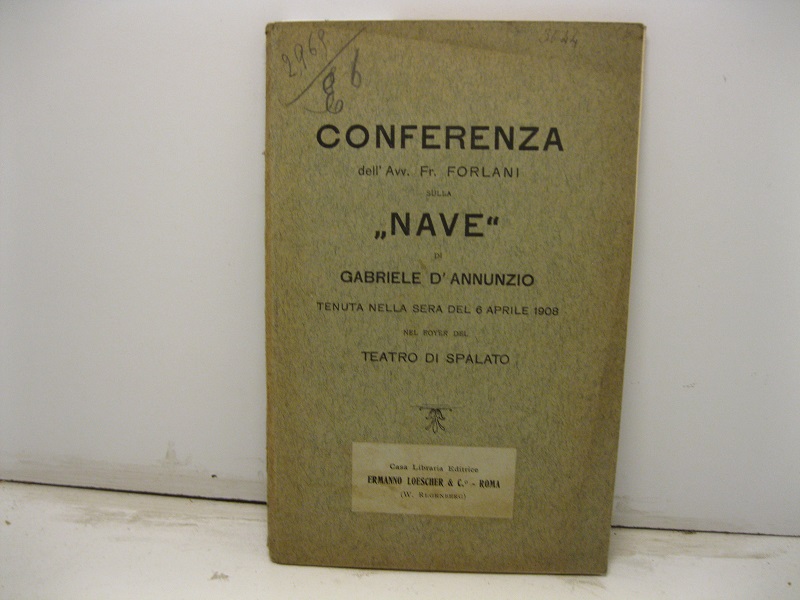 2969
CONFERENZA
dell' Avv. Fr. FORLANI
SULLA
„NAVE“
DI
GABRIELE D' ANNUNZIO
TENUTA NELLA SERA DEL 6 APRILE 1908
NEL FOYER DEL
TEATRO DI SPALATO
Casa Libraria Editrice
ERMANNO LOESCHER & C.º - ROMA
(W. REGENBERG)